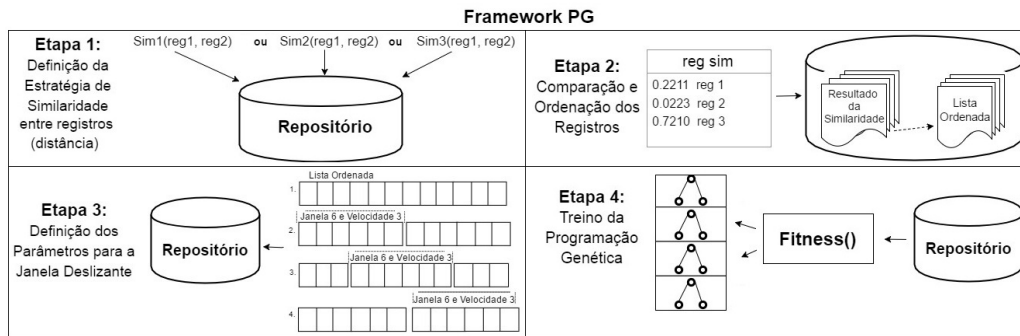 Framework PG
Etapa 1:
Definição da
Estratégia de
Similaridade
entre registros
(distância)
Sim1(reg1, reg2) ou Sim2(reg1, reg2) ou Sim3(reg1, reg2)
Repositório
Etapa 2:
Comparação e
Ordenação dos
Registros
reg sim
0.2211 reg 1
0.0223 reg 2
0.7210 reg 3
Resultado
da
Similaridade
Lista
Ordenada
Etapa 3:
Definição dos
Parâmetros para a
Janela Deslizante
Repositório
Lista Ordenada
1.
Janela 6 e Velocidade 3
2.
Janela 6 e Velocidade 3
3.
Janela 6 e Velocidade 3
4.
Etapa 4:
Treino da
Programação
Genética
Fitness()
Repositório